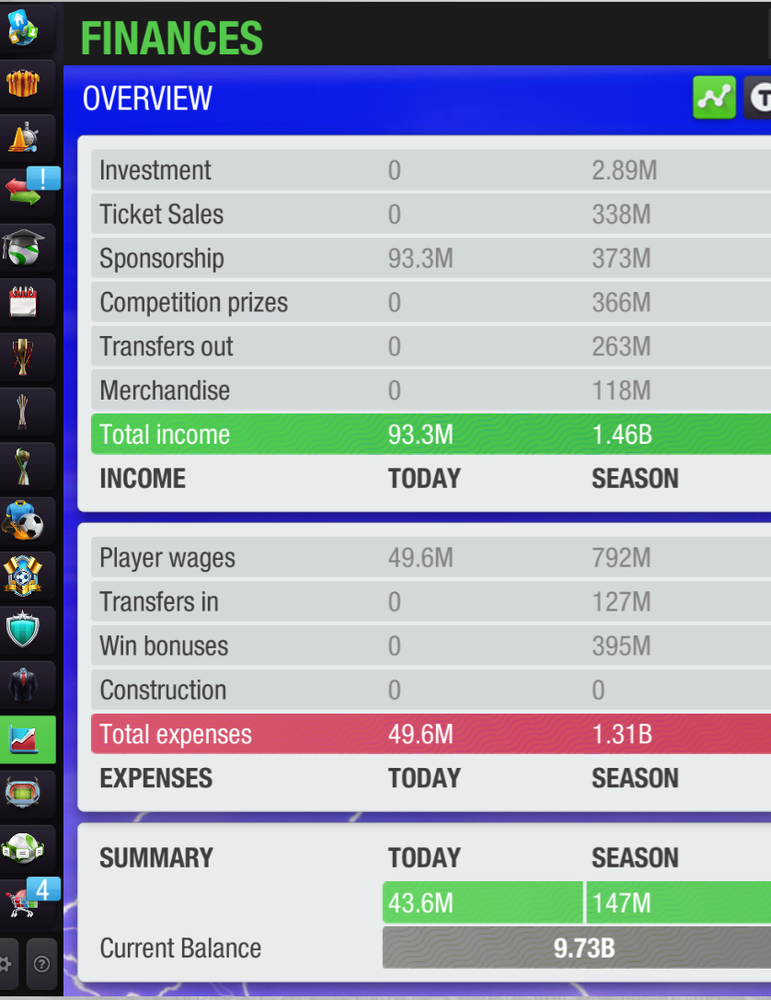 FINANCES
OVERVIEW
T
Investment 0 2.89M
Ticket Sales 0 338M
Sponsorship 93.3M 373M
Competition prizes 0 366M
Transfers out 0 263M
Merchandise 0 118M
Total income 93.3M 1.46B
INCOME TODAY SEASON
Player wages 49.6M 792M
Transfers in 0 127M
Win bonuses 0 395M
Construction 0 0
Total expenses 49.6M 1.31B
EXPENSES TODAY SEASON
SUMMARY TODAY SEASON
43.6M 147M
Current Balance 9.73B
!
4
?